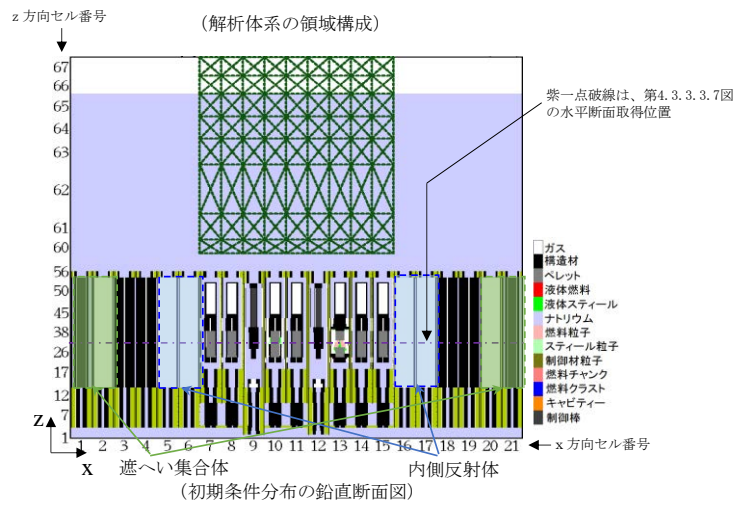 z 方向セル番号
(解析体系の領域構成)
67
66
65
64
63
62
61
60
56
50
45
38
32
26
17
12
7
1
紫一点破線は、第4.3.3.3.7図
の水平断面取得位置
ガス
構造材
ペレット
液体燃料
液体スティール
ナトリウム
燃料粒子
スティール粒子
制御材粒子
燃料チャンク
燃料クラスト
キャビティー
制御棒
Z
X
1 2 3 4 5 6 7 8 9 10 11 12 13 14 15 16 17 18 19 20 21
x 方向セル番号
遮へい集合体
内側反射体
(初期条件分布の鉛直断面図)